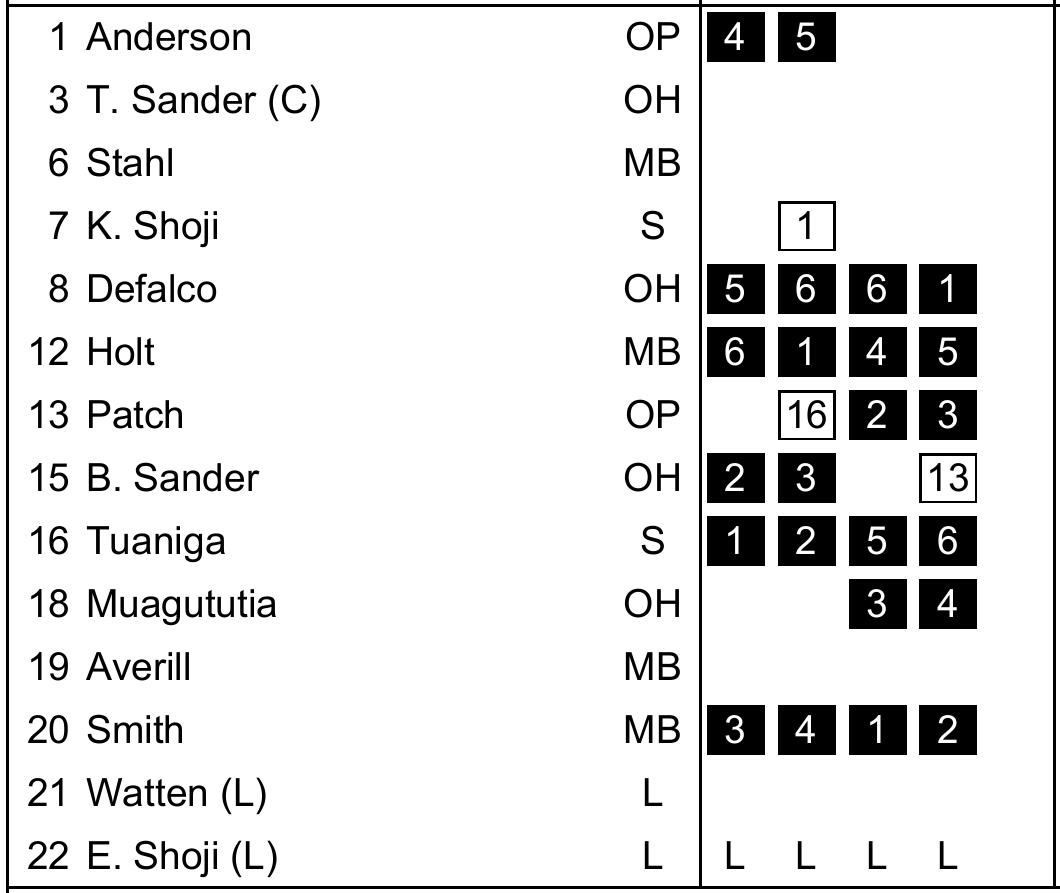 1 Anderson OP 4 5
3 T. Sander (C) OH
6 Stahl MB
7 K. Shoji S 1
8 Defalco OH 5 6 6 1
12 Holt MB 6 1 4 5
13 Patch OP 16 2 3
15 B. Sander OH 2 3 13
16 Tuaniga S 1 2 5 6
18 Muagututia OH 3 4
19 Averill MB
20 Smith MB 3 4 1 2
21 Watten (L) L
22 E. Shoji (L) L L L L L